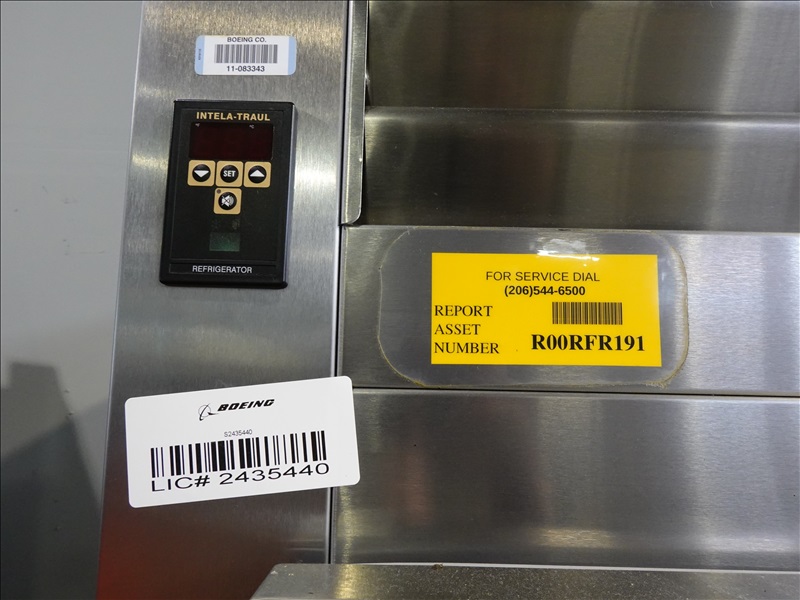 BOEING CO.
11-083343
INTELA-TRAUL
SET
REFRIGERATOR
FOR SERVICE DIAL
(206)544-6500
REPORT
ASSET
NUMBER R00RFR191
BOEING
S2435440
LIC# 2435440